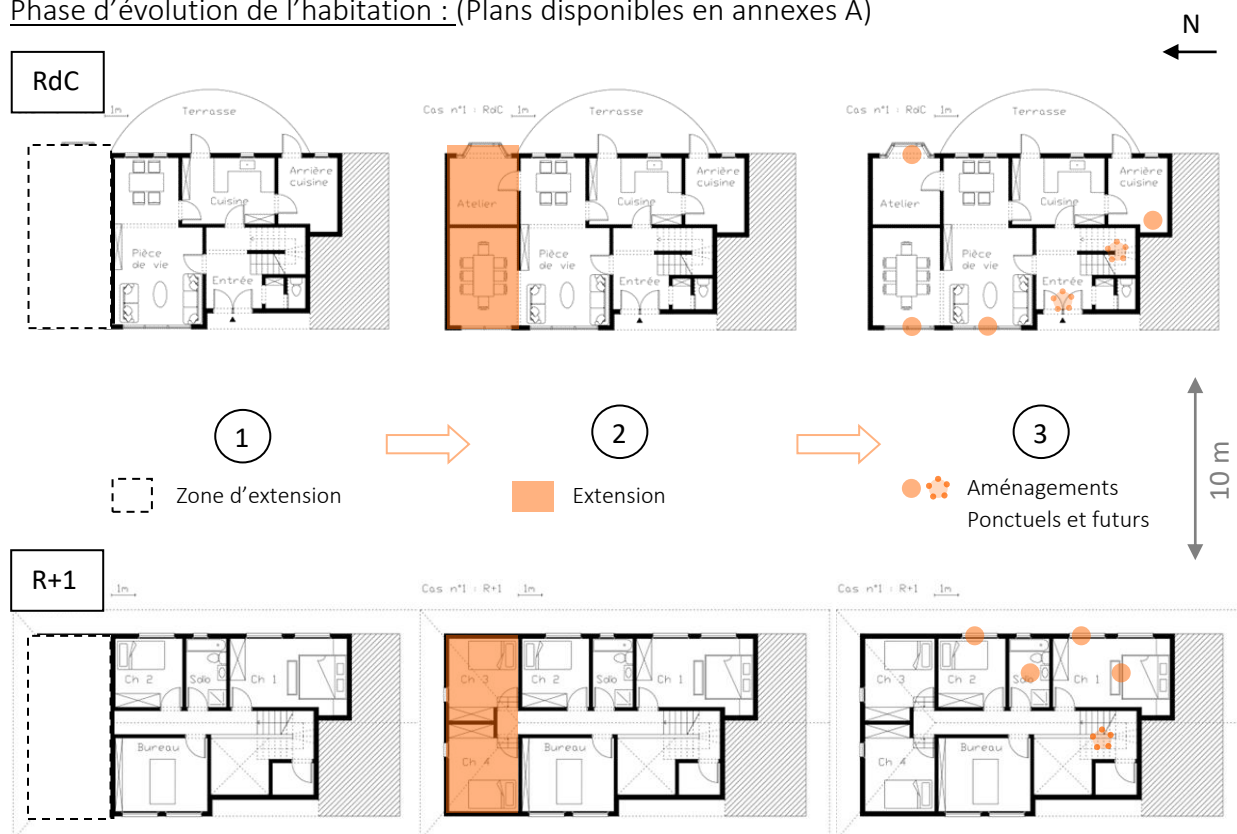 Phase d'évolution de l'habitation : (Plans disponibles en annexes A)
N
RdC
1m
Terrasse
Arrière
cuisine
Cuisine
Pièce
de vie
Entrée
Cas n°1 : RdC 1m
Terrasse
Arrière
cuisine
Atelier
Cuisine
Pièce
de vie
Entrée
Cas n°1 : RdC 1m
Terrasse
Arrière
cuisine
Atelier
Cuisine
Pièce
de vie
Entrée
1
2
3
Zone d'extension
Extension
Aménagements
Ponctuels et futurs
10 m
R+1
1m
Ch 2
Sdb
Ch 1
Bureau
Cas n°1 : R+1 1m
Ch 3
Ch 2
Sdb
Ch 1
Bureau
Ch 4
Cas n°1 : R+1 1m
Ch 3
Ch 2
Ch 1
Bureau
Ch 4